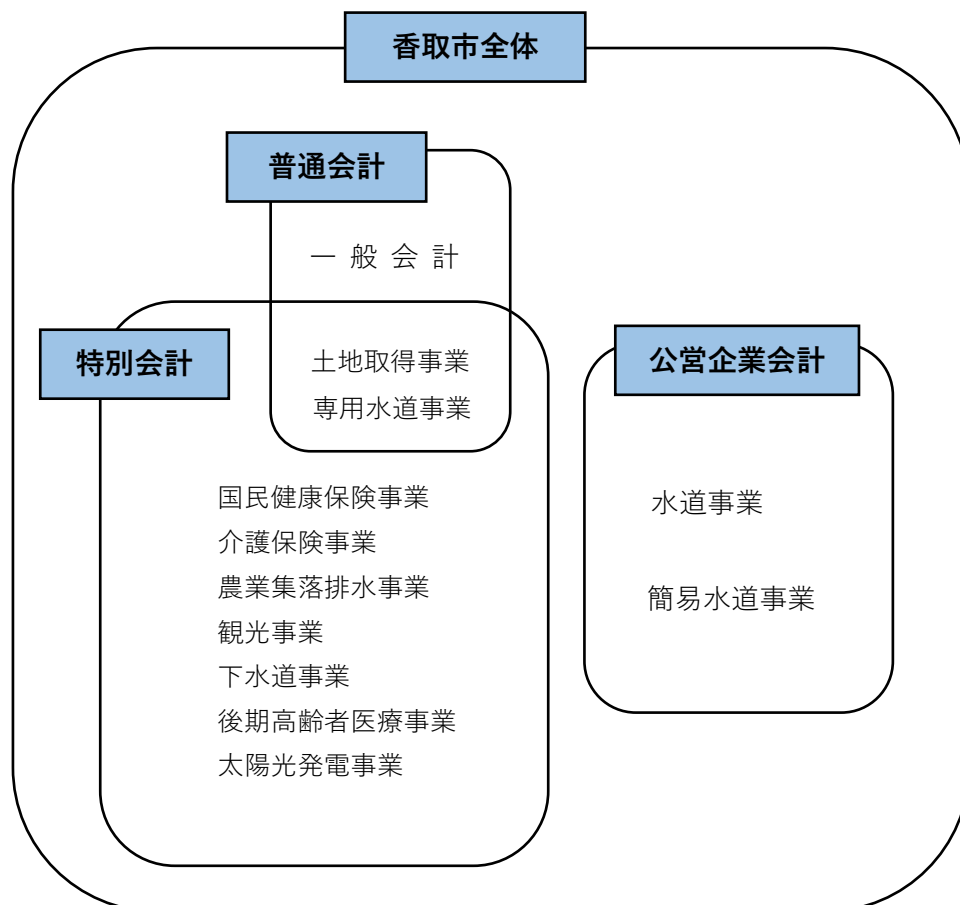 香取市全体
普通会計
一般会計
特別会計
土地取得事業
専用水道事業
国民健康保険事業
介護保険事業
農業集落排水事業
観光事業
下水道事業
後期高齢者医療事業
太陽光発電事業
公営企業会計
水道事業
簡易水道事業